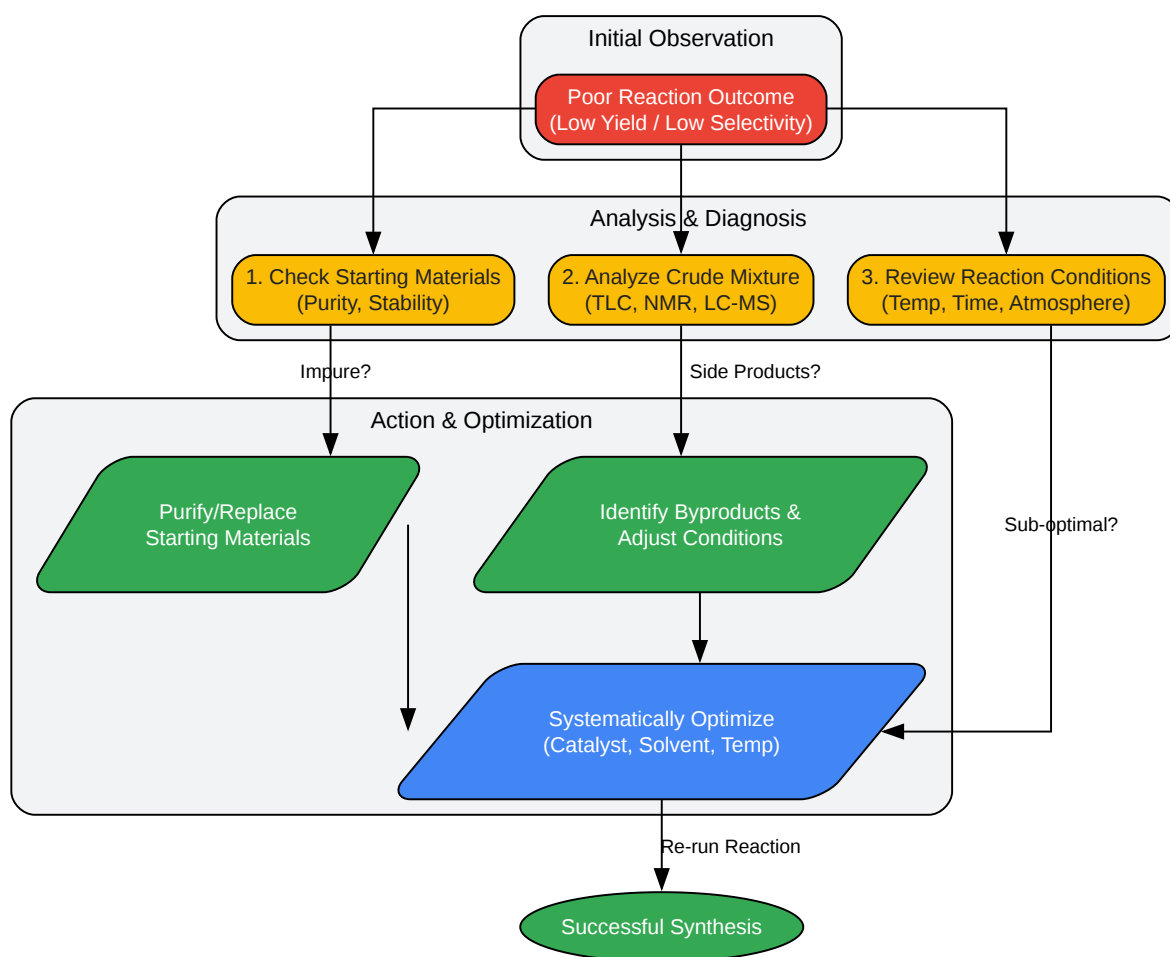 Initial Observation
Poor Reaction Outcome
(Low Yield / Low Selectivity)
Analysis & Diagnosis
1. Check Starting Materials
(Purity, Stability)
2. Analyze Crude Mixture
(TLC, NMR, LC-MS)
3. Review Reaction Conditions
(Temp, Time, Atmosphere)
Impure?
Side Products?
Action & Optimization
Purify/Replace
Starting Materials
Identify Byproducts &
Adjust Conditions
Sub-optimal?
Systematically Optimize
(Catalyst, Solvent, Temp)
Re-run Reaction
Successful Synthesis